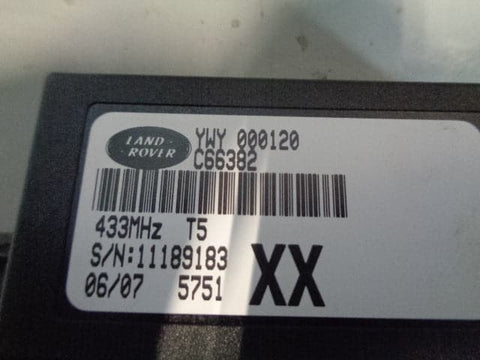 LAND-
ROVER
YWY 000120
C66382
433MHz T5
S/N:11189183
06/07 5751
XX